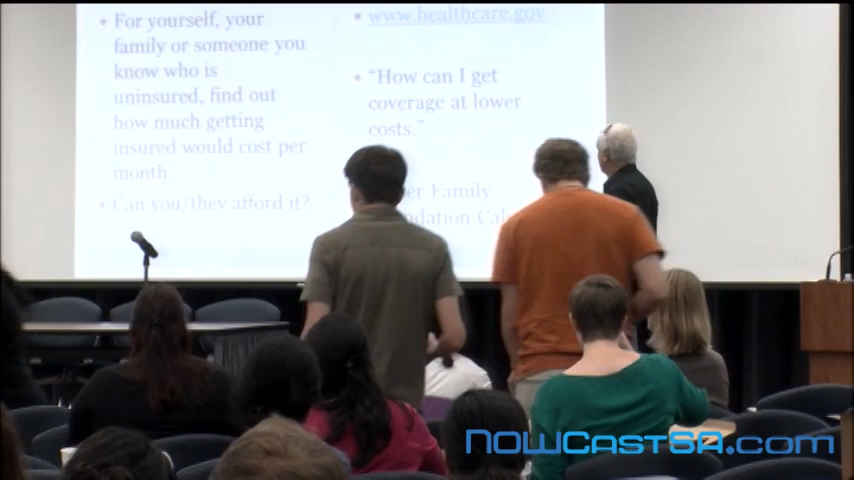 • For yourself, your
family or someone you
know who is
uninsured, find out
how much getting
insured would cost per
month.
• Can you/they afford it?
• www.healthcare.gov
• “How can I get
coverage at lower
costs.”
Family
Cal
NOWCASTSA.com